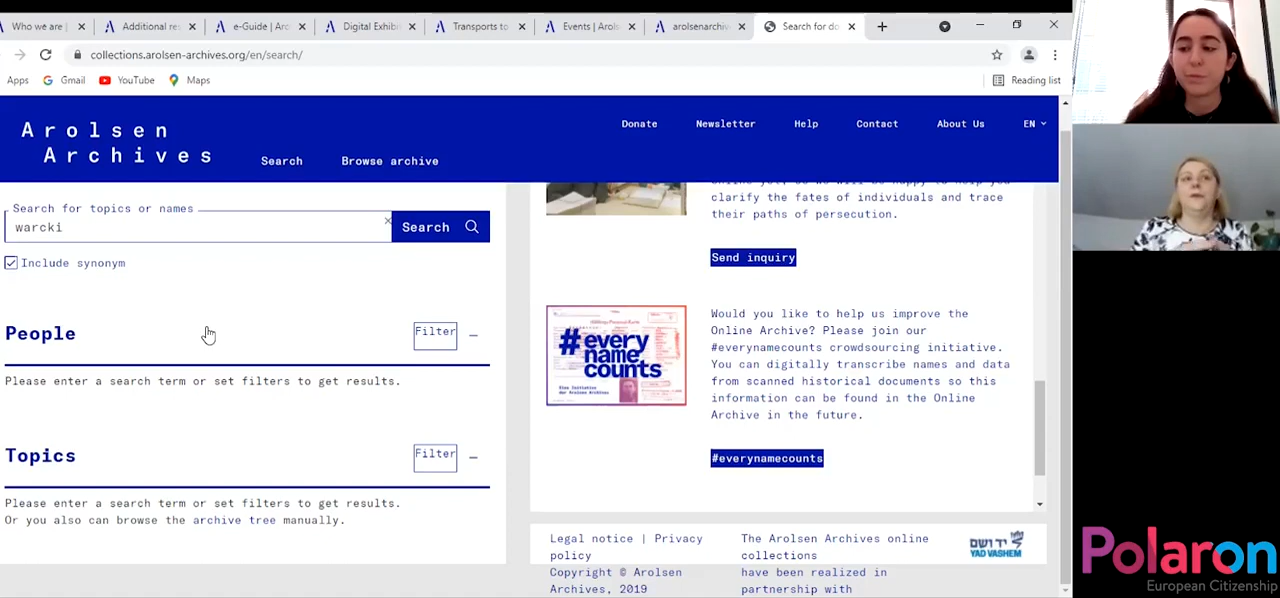 Who we are |
Additional re
e-Guide | Aro
Digital Exhibi
Transports to
Events | Arols
arolsenarchiv
Search for do
collections.arolsen-archives.org/en/search/
Apps
Gmail
YouTube
Maps
Reading list
Arolsen
Archives
Search
Browse archive
Donate
Newsletter
Help
Contact
About Us
EN
Search for topics or names
warcki
Search
Include synonym
People
Filter
Please enter a search term or set filters to get results.
Topics
Filter
Please enter a search term or set filters to get results.
Or you also can browse the archive tree manually.
clarify the fates of individuals and trace
their paths of persecution.
Send inquiry
#every
name
counts
Would you like to help us improve the
Online Archive? Please join our
#everynamecounts crowdsourcing initiative.
You can digitally transcribe names and data
from scanned historical documents so this
information can be found in the Online
Archive in the future.
#everynamecounts
Legal notice | Privacy
policy
Copyright © Arolsen
Archives, 2019
The Arolsen Archives online
collections
have been realized in
partnership with
יד ושם
YAD VASHEM
Polaron
European Citizenship